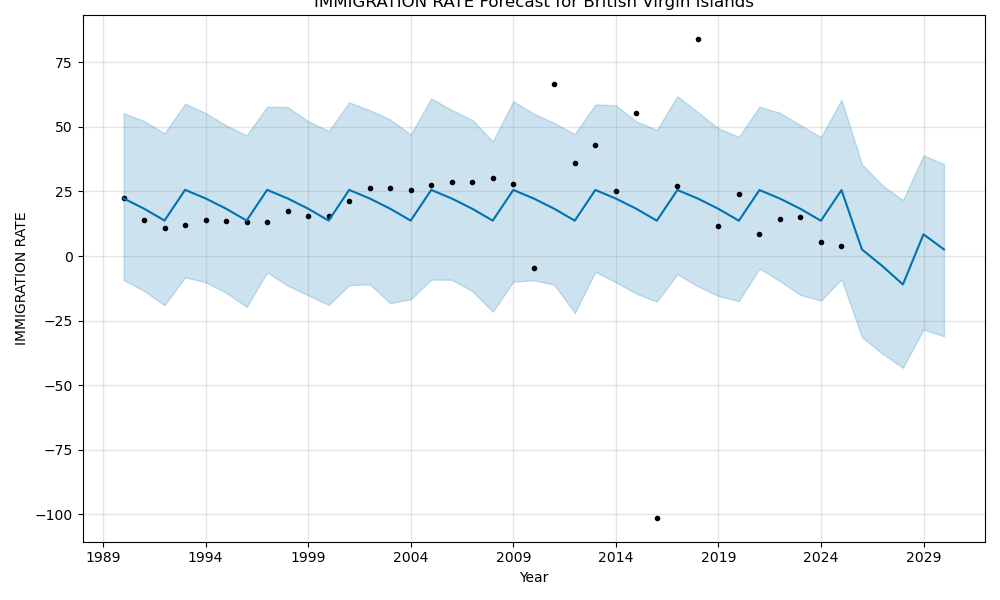 IMMIGRATION RATE Forecast for British Virgin Islands
75
50
25
0
−25
−50
−75
−100
IMMIGRATION RATE
1989 1994 1999 2004 2009 2014 2019 2024 2029
Year